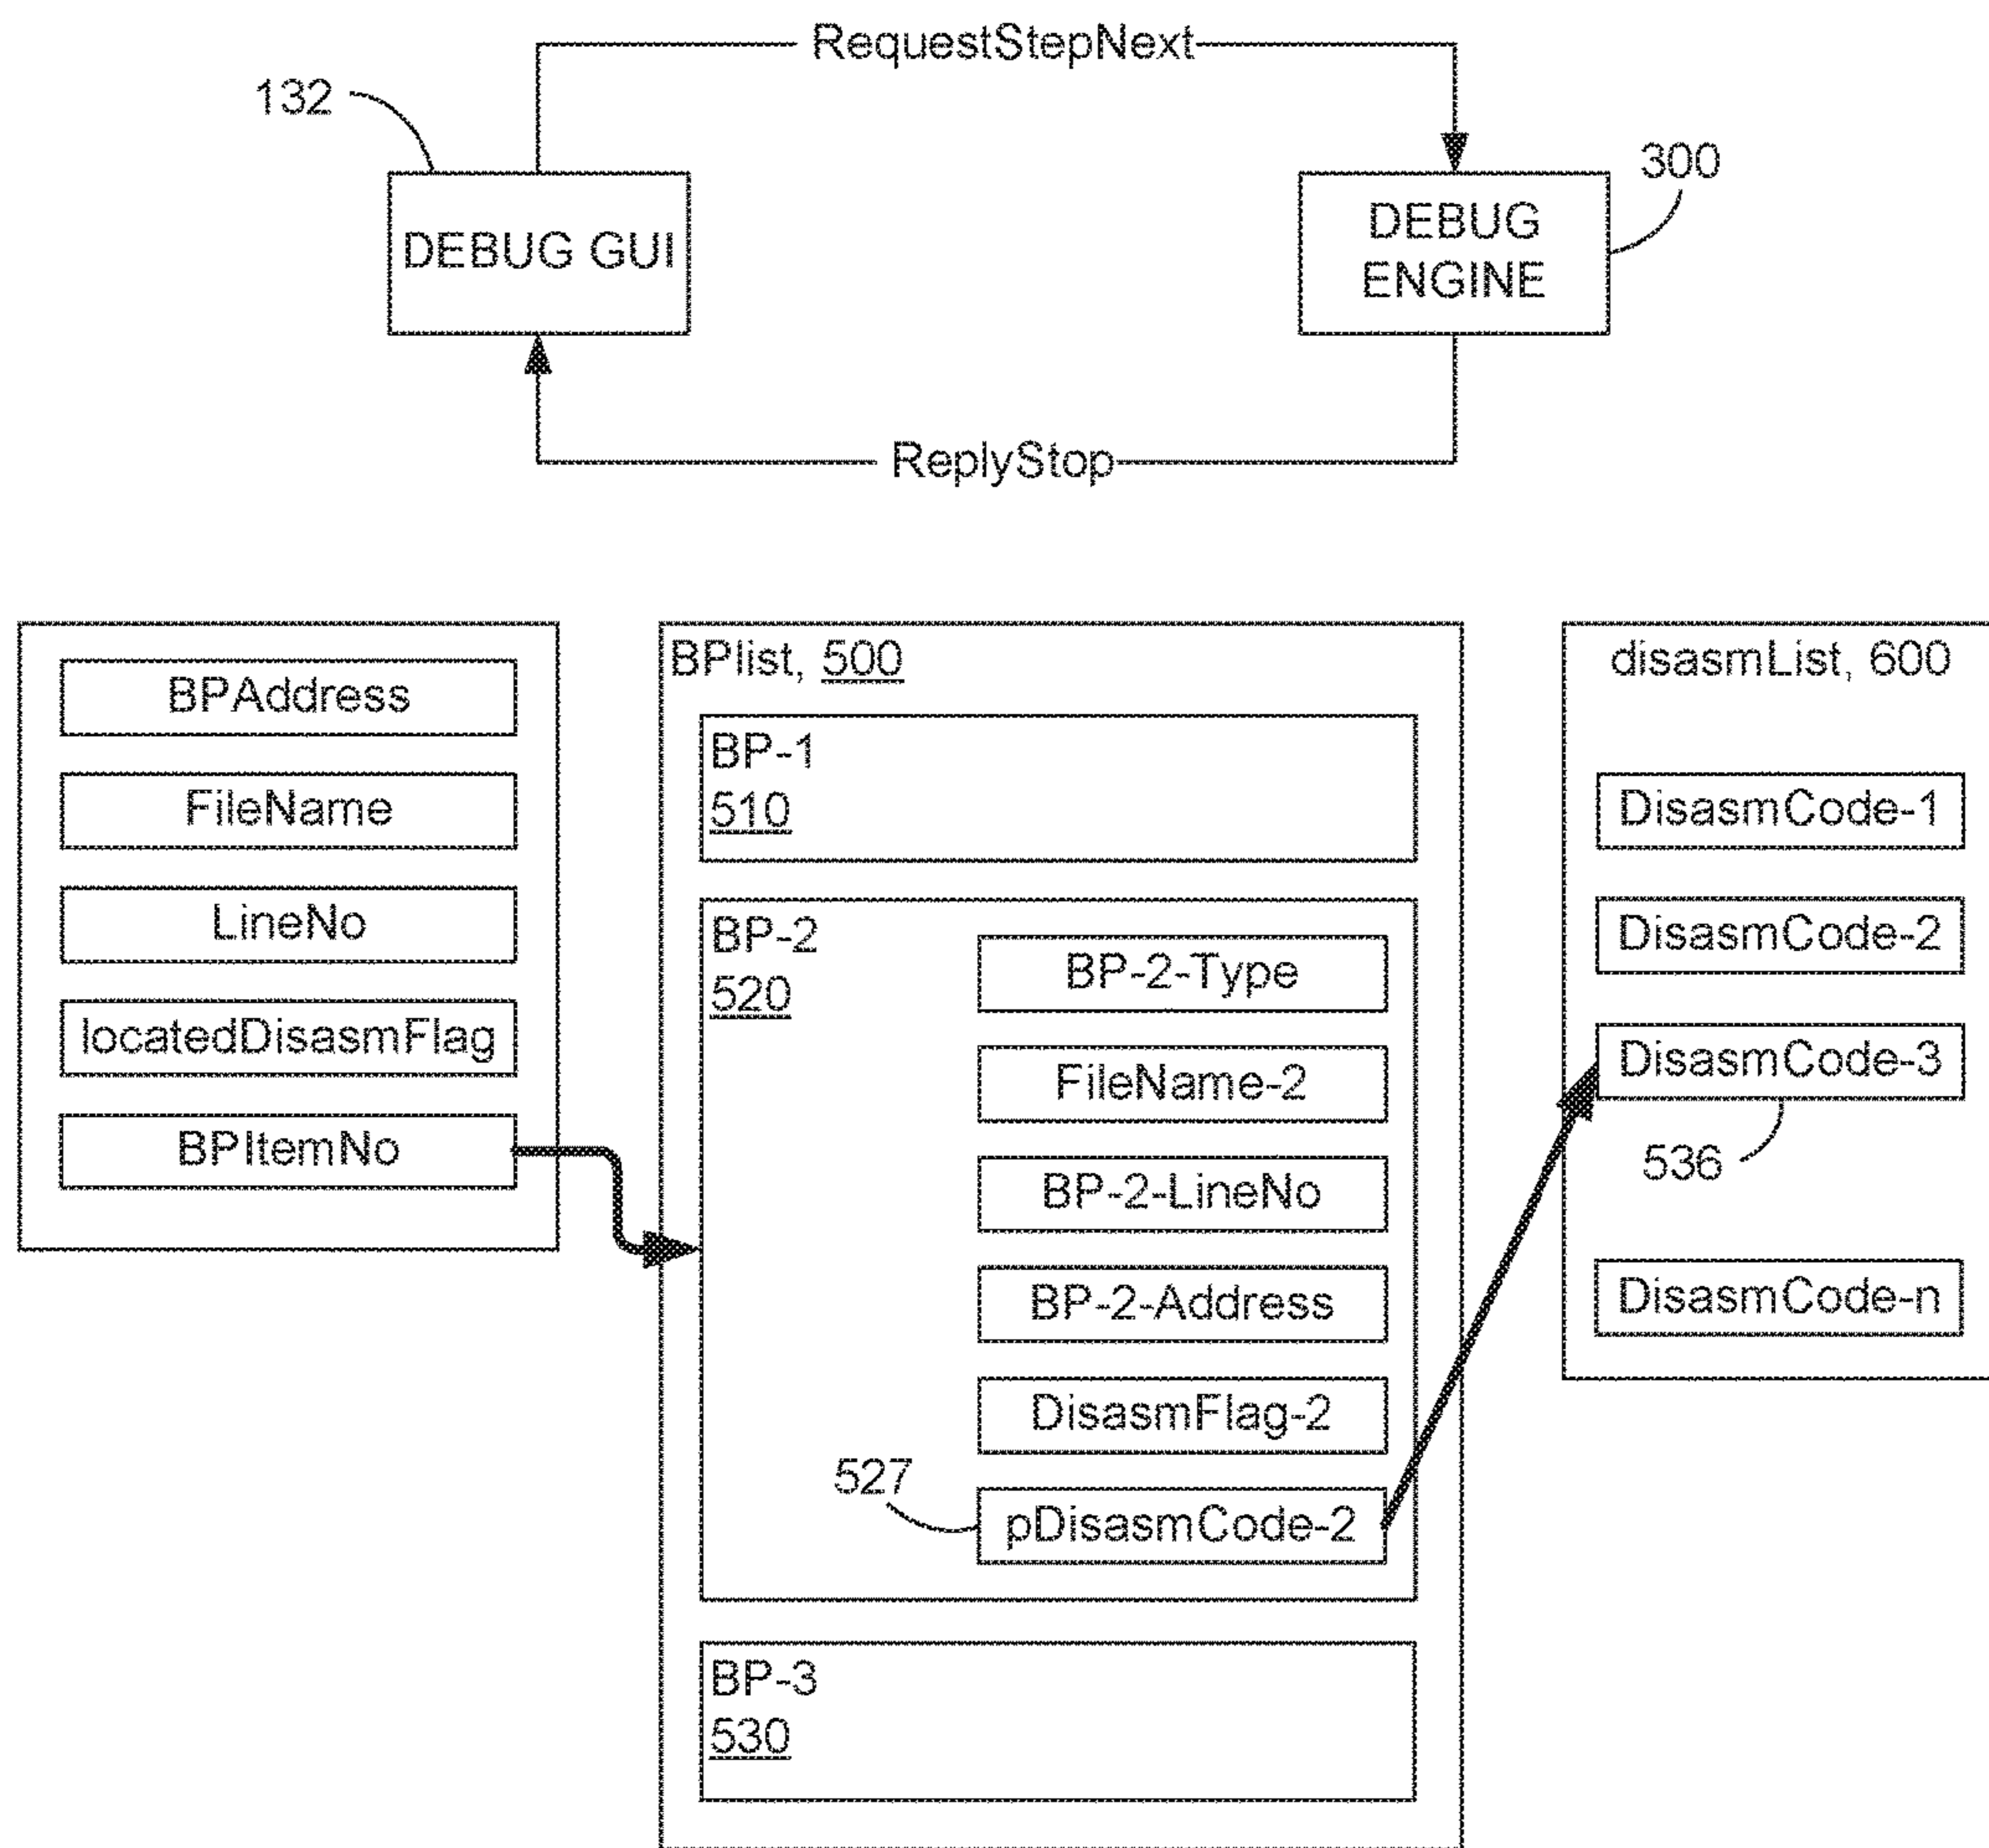 RequestStepNext
132
300
DEBUG GUI
DEBUG
ENGINE
ReplyStop
BPAddress
FileName
LineNo
locatedDisasmFlag
BPItemNo
BPlist, 500
BP-1
510
BP-2
520
BP-2-Type
FileName-2
BP-2-LineNo
BP-2-Address
DisasmFlag-2
527
pDisasmCode-2
BP-3
530
disasmList, 600
DisasmCode-1
DisasmCode-2
DisasmCode-3
536
DisasmCode-n